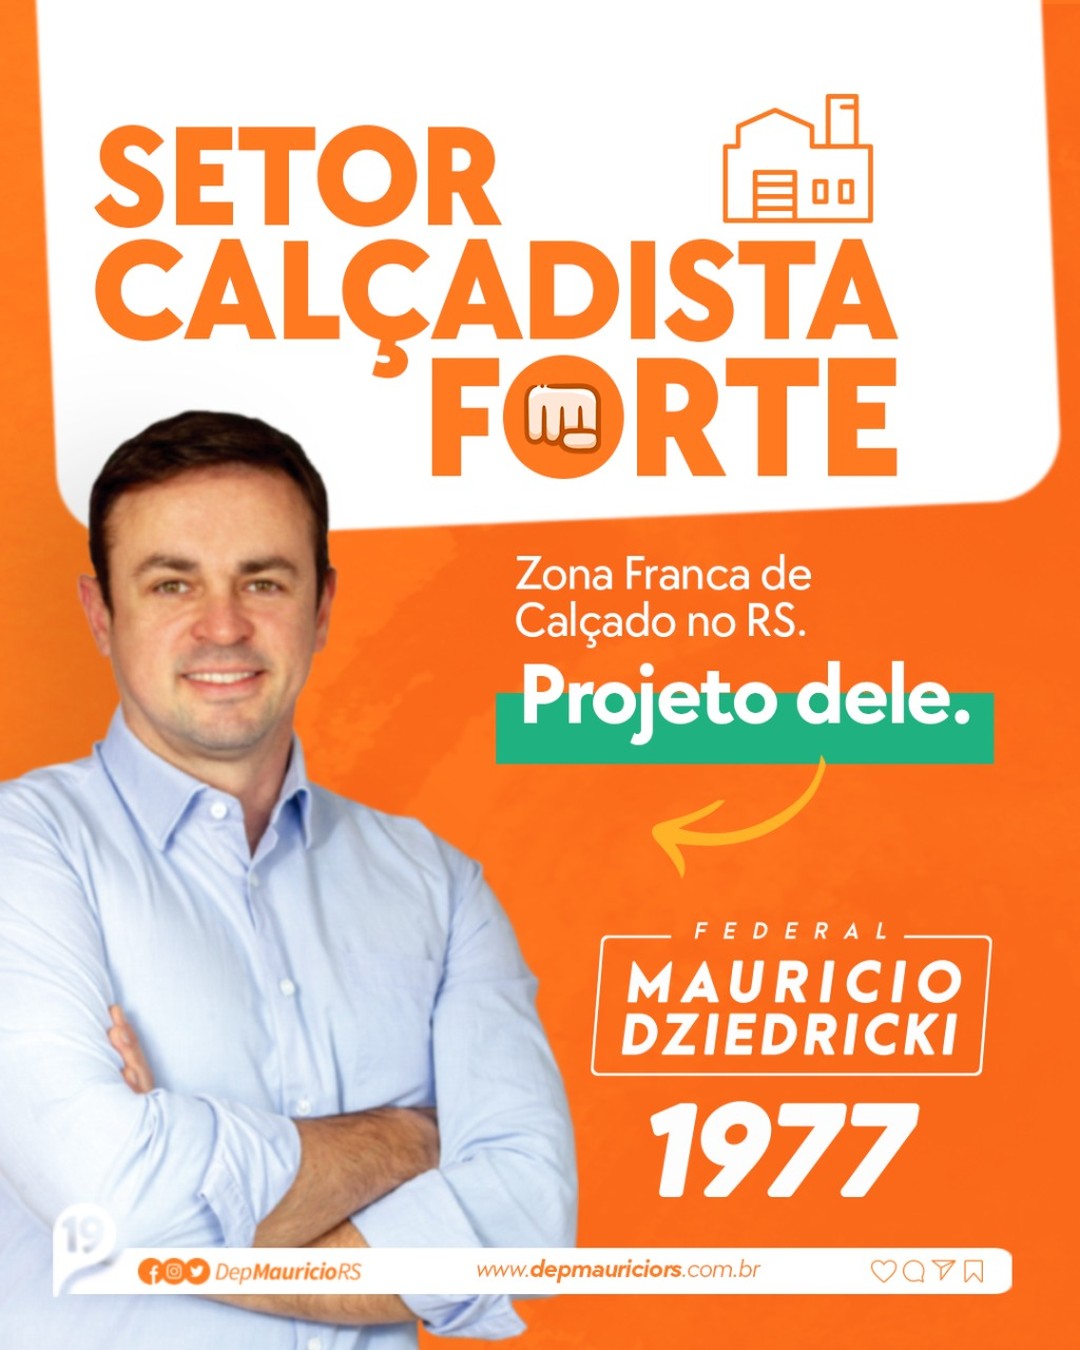 SETOR
CALÇADISTA
FORTE
Zona Franca de
Calçado no RS.
Projeto dele.
FEDERAL
MAURICIO
DZIEDRICKI
1977
19
DepMauricioRS
www.depmauriciors.com.br